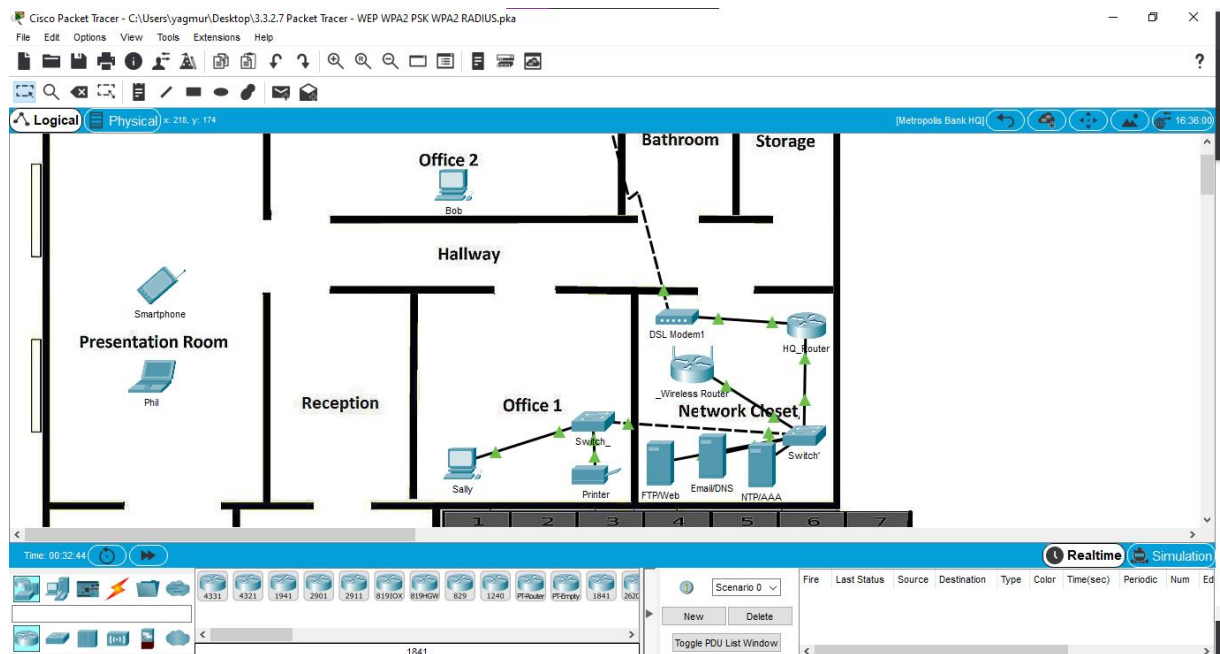 Cisco Packet Tracer - C:\Users\yagmur\Desktop\3.3.2.7 Packet Tracer - WEP WPA2 PSK WPA2 RADIUS.pka
File Edit Options View Tools Extensions Help
?
Logical Physical x: 218, y: 174 [Metropolis Bank HQ] 16:36:00
Bathroom Storage
Office 2
Bob
Hallway
Smartphone
DSL Modem1
HQ_Router
Presentation Room
_Wireless Router
Phil
Reception
Office 1
Network Closet
Switch_
Switch'
Sally
Printer
FTP/Web
Email/DNS
NTP/AAA
1 2 3 4 5 6 7
Time: 00:32:44 Realtime Simulation
4331 4321 1941 2901 2911 819IOX 819HGW 829 1240 PT-Router PT-Empty 1841 262
Scenario 0
Fire Last Status Source Destination Type Color Time(sec) Periodic Num Ed
New Delete
Toggle PDU List Window
1841